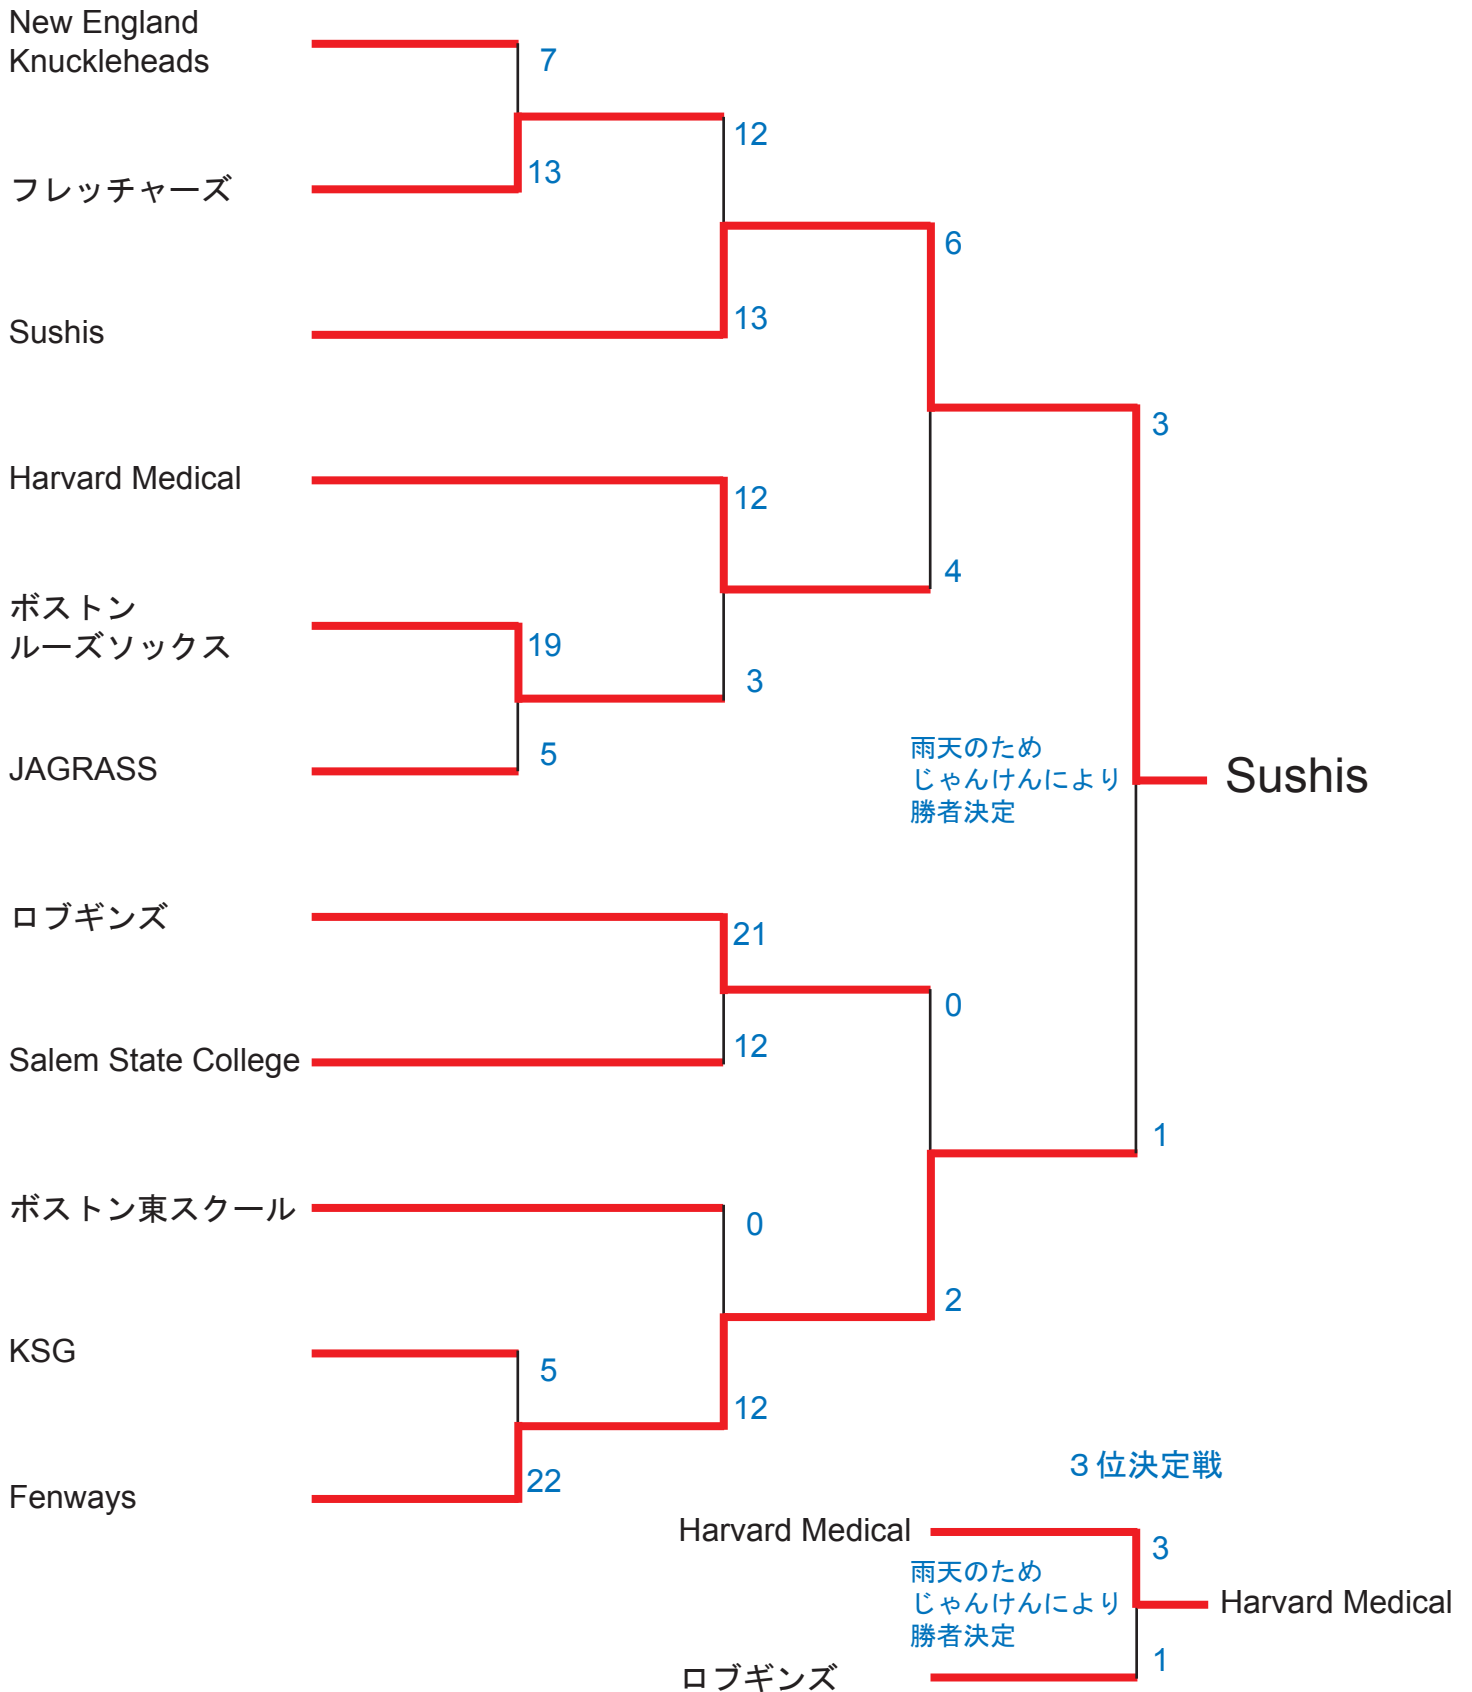 New England
Knuckleheads
7
12
フレッチャーズ
13
6
Sushis
13
3
Harvard Medical
12
4
ボストン
ルーズソックス
19
3
JAGRASS
5
雨天のため
じゃんけんにより
勝者決定
Sushis
ロブギンズ
21
0
Salem State College
12
1
ボストン東スクール
0
2
KSG
5
12
Fenways
22
３位決定戦
Harvard Medical
3
雨天のため
じゃんけんにより
勝者決定
Harvard Medical
ロブギンズ
1